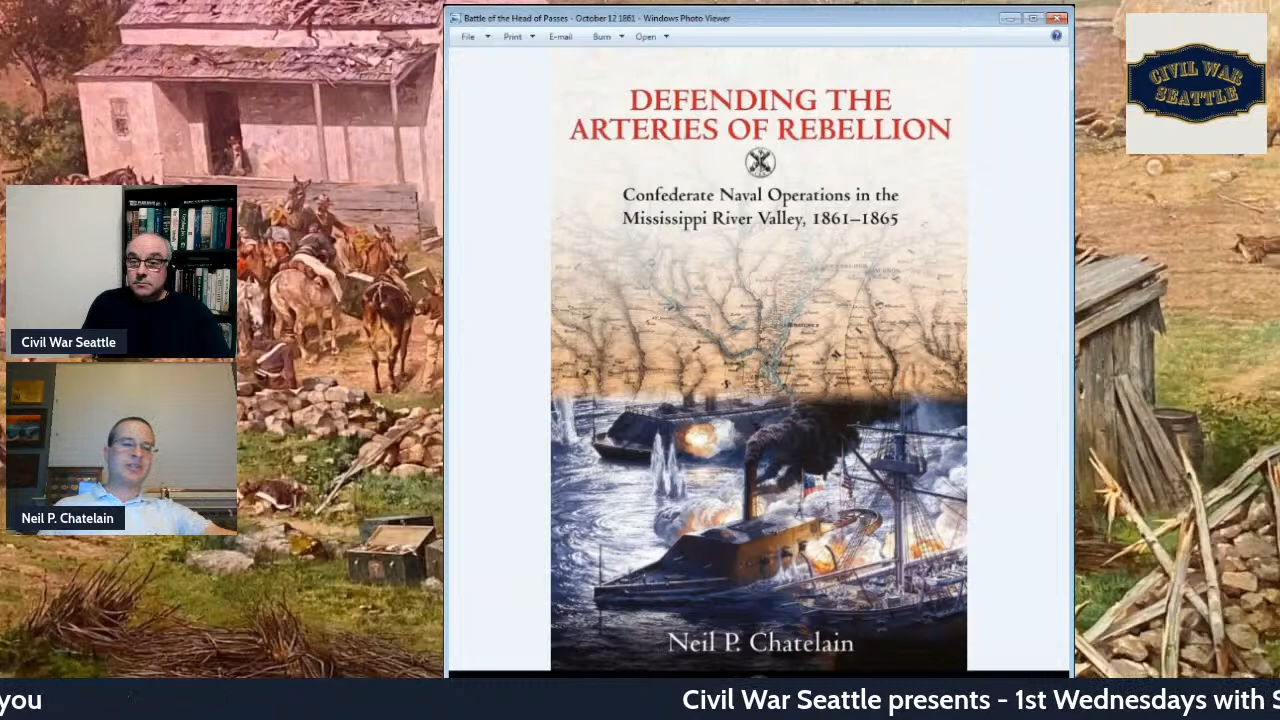 Battle of the Head of Passes - October 12 1861 - Windows Photo Viewer
File Print E-mail Burn Open
DEFENDING THE
ARTERIES OF REBELLION
Confederate Naval Operations in the
Mississippi River Valley, 1861–1865
Neil P. Chatelain
CIVIL WAR
SEATTLE
Civil War Seattle
Neil P. Chatelain
you
Civil War Seattle presents - 1st Wednesdays with S